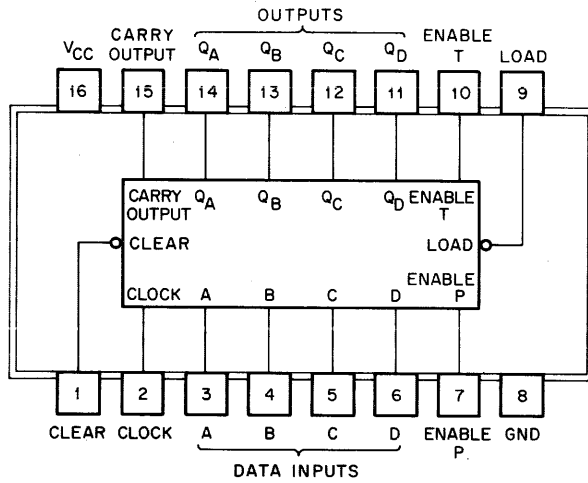 OUTPUTS
VCC CARRY OUTPUT QA QB QC QD ENABLE T LOAD
16 15 14 13 12 11 10 9
CARRY OUTPUT QA QB QC QD ENABLE T
CLEAR LOAD
CLOCK A B C D ENABLE P
1 2 3 4 5 6 7 8
CLEAR CLOCK A B C D ENABLE P GND
DATA INPUTS